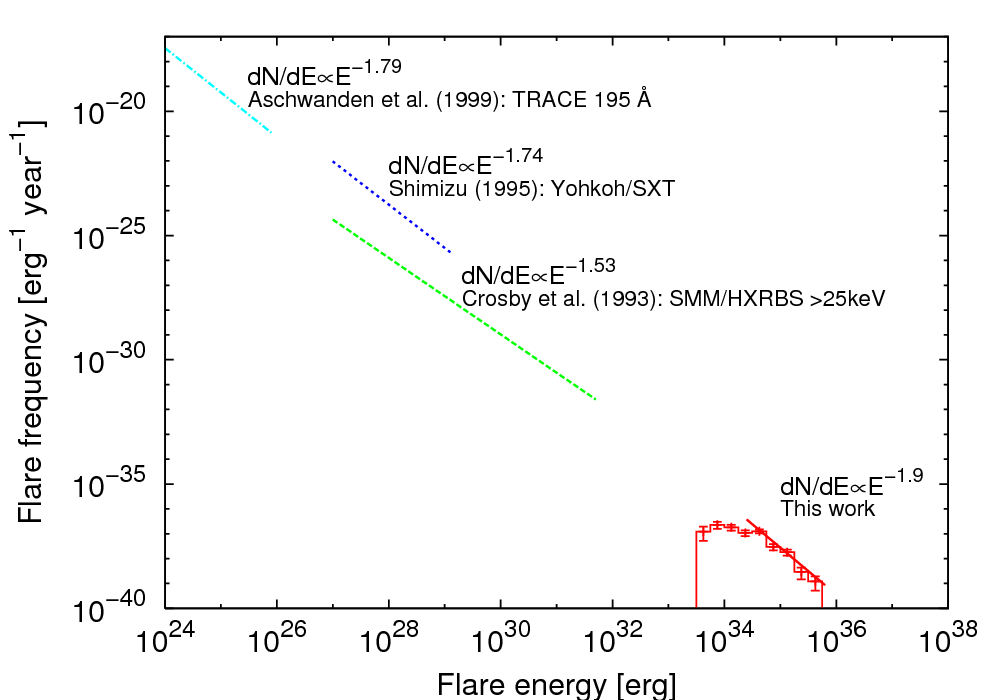 dN/dE∝E^−1.79
Aschwanden et al. (1999): TRACE 195 Å
dN/dE∝E^−1.74
Shimizu (1995): Yohkoh/SXT
dN/dE∝E^−1.53
Crosby et al. (1993): SMM/HXRBS >25keV
dN/dE∝E^−1.9
This work
Flare frequency [erg^−1 year^−1]
10^−20
10^−25
10^−30
10^−35
10^−40
10^24 10^26 10^28 10^30 10^32 10^34 10^36 10^38
Flare energy [erg]